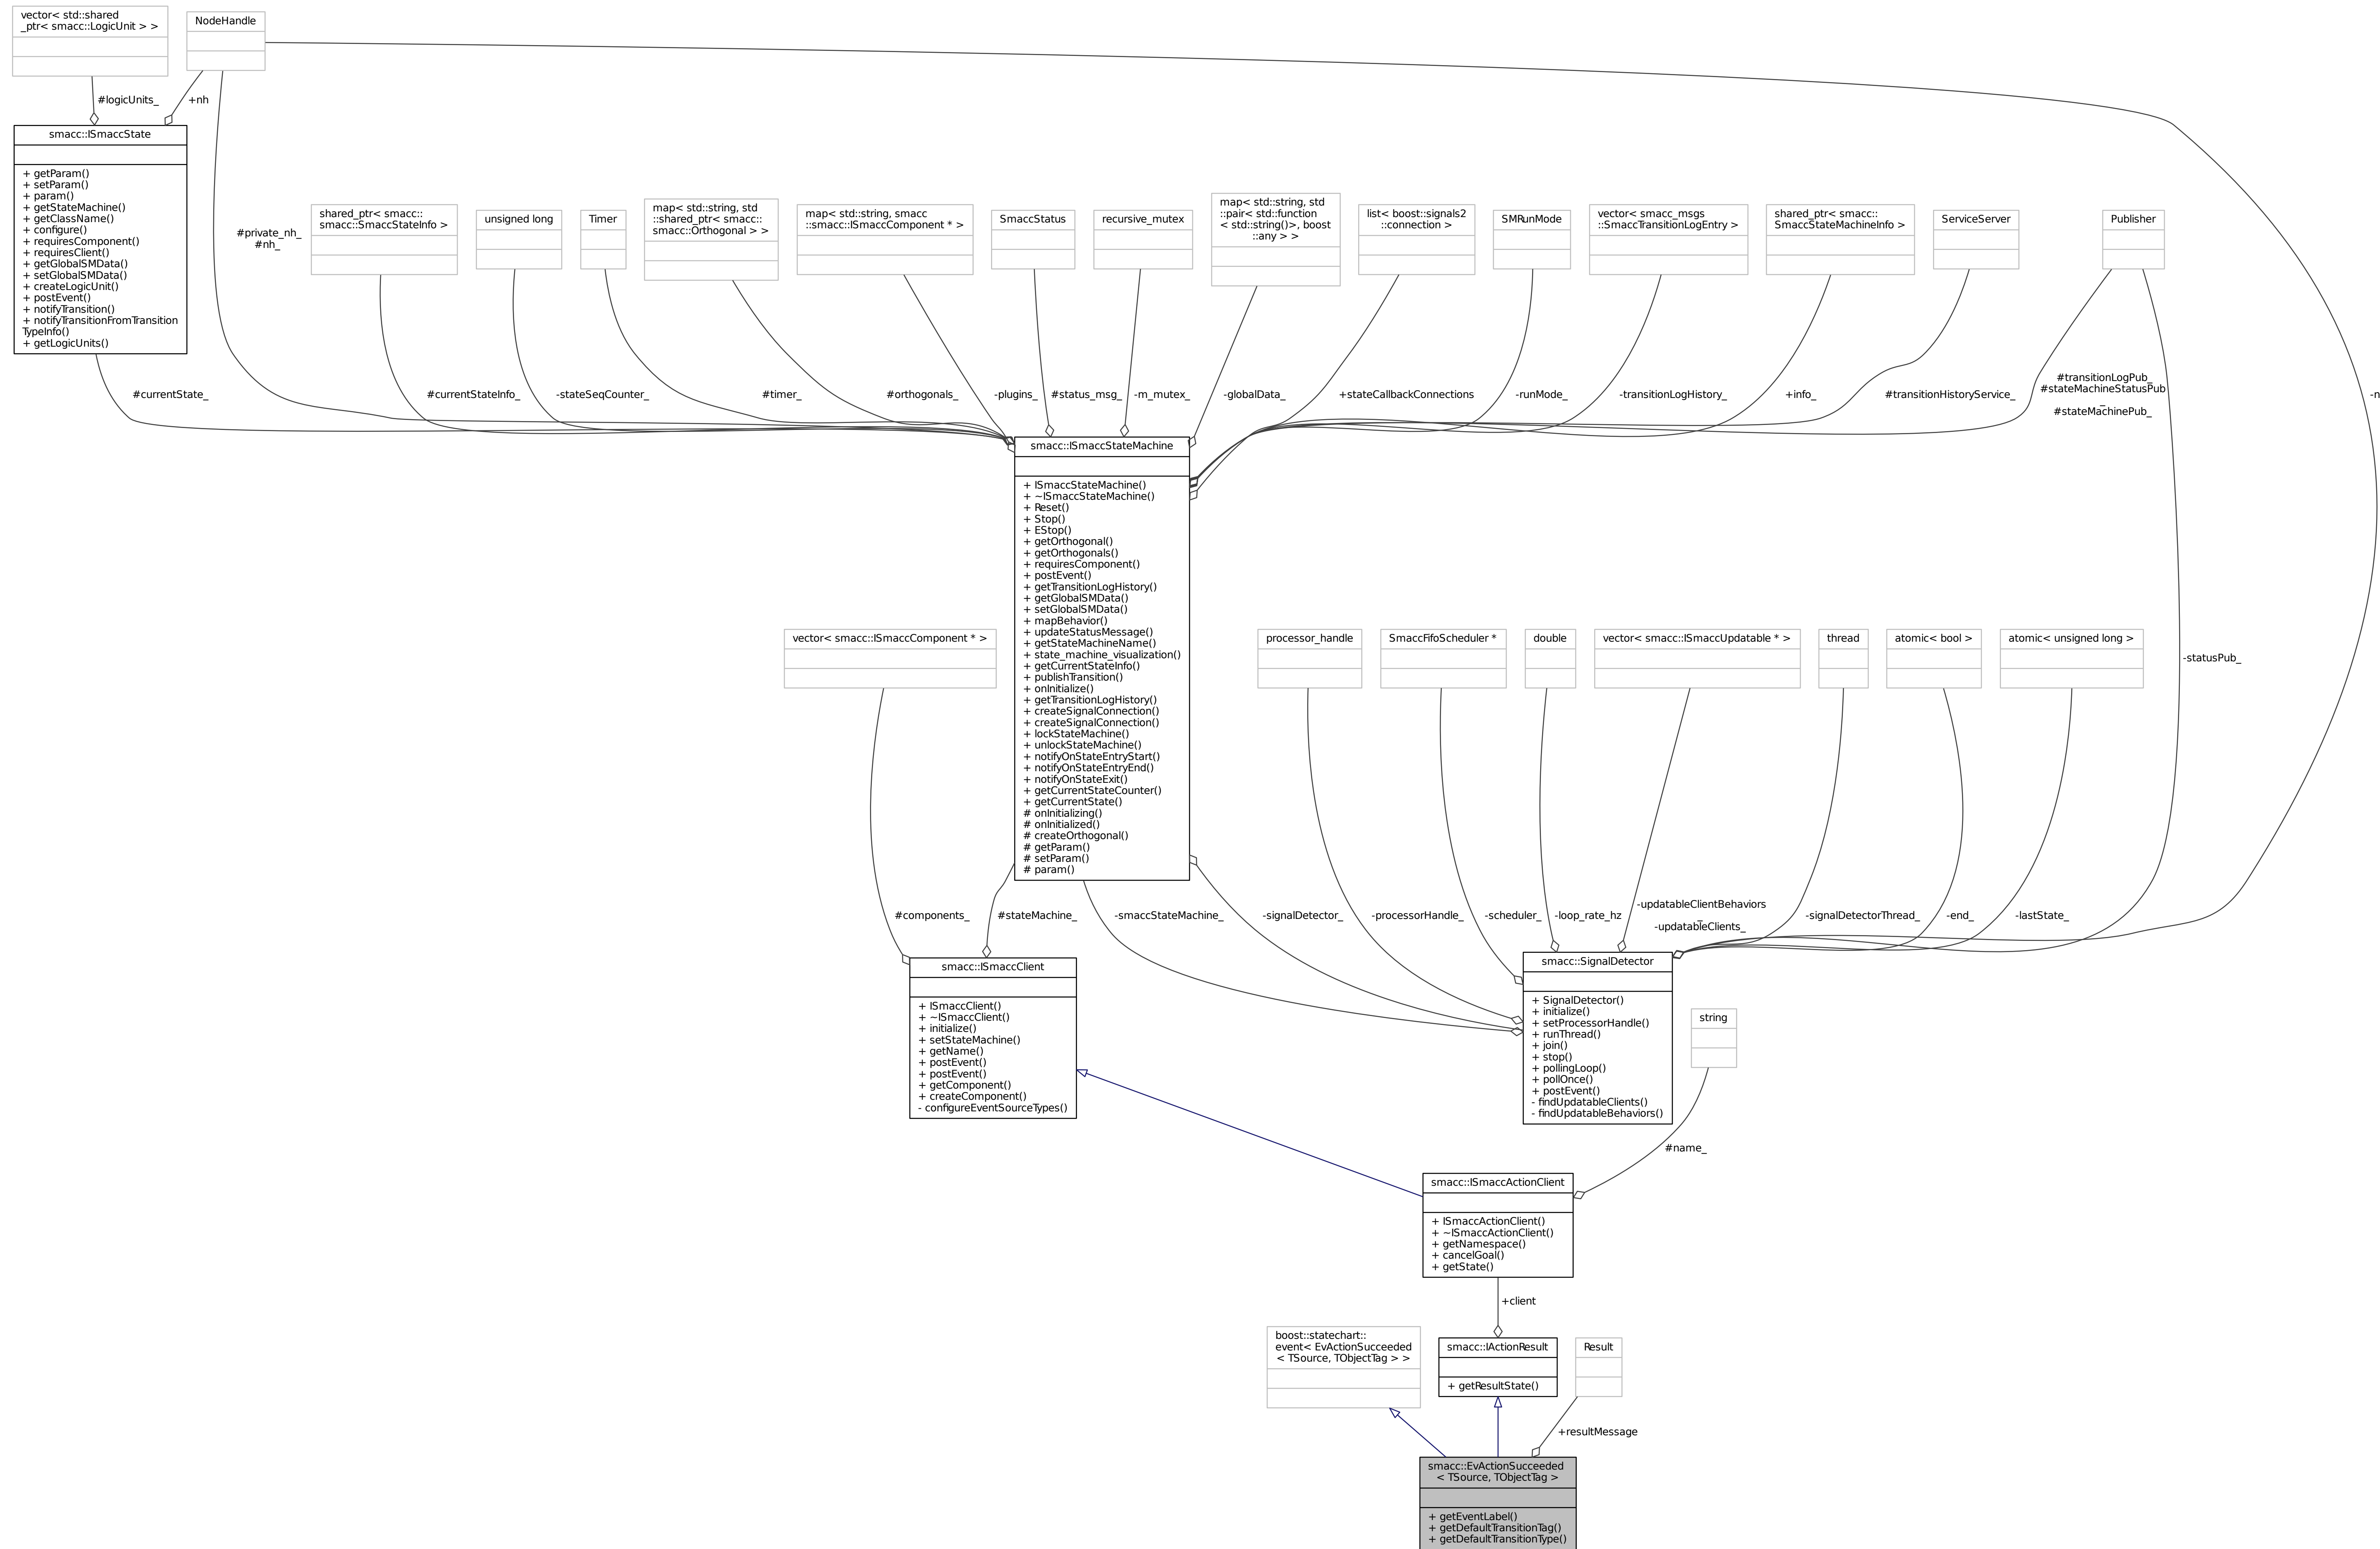 vector< std::shared
_ptr< smacc::LogicUnit > >
NodeHandle
#logicUnits_
+nh
smacc::ISmaccState
+ getParam()
+ setParam()
+ param()
+ getStateMachine()
+ getClassName()
+ configure()
+ requiresComponent()
+ requiresClient()
+ getGlobalSMData()
+ setGlobalSMData()
+ createLogicUnit()
+ postEvent()
+ notifyTransition()
+ notifyTransitionFromTransition
TypeInfo()
+ getLogicUnits()
#private_nh_
#nh_
shared_ptr< smacc::
smacc::SmaccStateInfo >
unsigned long
Timer
map< std::string, std
::shared_ptr< smacc::
smacc::Orthogonal > >
map< std::string, smacc
::smacc::ISmaccComponent * >
SmaccStatus
recursive_mutex
map< std::string, std
::pair< std::function
< std::string()>, boost
::any > >
list< boost::signals2
::connection >
SMRunMode
vector< smacc_msgs
::SmaccTransitionLogEntry >
shared_ptr< smacc::
SmaccStateMachineInfo >
ServiceServer
Publisher
#currentState_
#currentStateInfo_
-stateSeqCounter_
#timer_
#orthogonals_
-plugins_
#status_msg_
-m_mutex_
-globalData_
+stateCallbackConnections
-runMode_
-transitionLogHistory_
+info_
#transitionHistoryService_
#transitionLogPub_
#stateMachineStatusPub
_
#stateMachinePub_
-n
smacc::ISmaccStateMachine
+ ISmaccStateMachine()
+ ~ISmaccStateMachine()
+ Reset()
+ Stop()
+ EStop()
+ getOrthogonal()
+ getOrthogonals()
+ requiresComponent()
+ postEvent()
+ getTransitionLogHistory()
+ getGlobalSMData()
+ setGlobalSMData()
+ mapBehavior()
+ updateStatusMessage()
+ getStateMachineName()
+ state_machine_visualization()
+ getCurrentStateInfo()
+ publishTransition()
+ onInitialize()
+ getTransitionLogHistory()
+ createSignalConnection()
+ createSignalConnection()
+ lockStateMachine()
+ unlockStateMachine()
+ notifyOnStateEntryStart()
+ notifyOnStateEntryEnd()
+ notifyOnStateExit()
+ getCurrentStateCounter()
+ getCurrentState()
# onInitializing()
# onInitialized()
# createOrthogonal()
# getParam()
# setParam()
# param()
vector< smacc::ISmaccComponent * >
processor_handle
SmaccFifoScheduler *
double
vector< smacc::ISmaccUpdatable * >
thread
atomic< bool >
atomic< unsigned long >
-statusPub_
#components_
#stateMachine_
-smaccStateMachine_
-signalDetector_
-processorHandle_
-scheduler_
-loop_rate_hz
-updatableClientBehaviors
_
-updatableClients_
-signalDetectorThread_
-end_
-lastState_
smacc::ISmaccClient
+ ISmaccClient()
+ ~ISmaccClient()
+ initialize()
+ setStateMachine()
+ getName()
+ postEvent()
+ postEvent()
+ getComponent()
+ createComponent()
- configureEventSourceTypes()
smacc::SignalDetector
+ SignalDetector()
+ initialize()
+ setProcessorHandle()
+ runThread()
+ join()
+ stop()
+ pollingLoop()
+ pollOnce()
+ postEvent()
- findUpdatableClients()
- findUpdatableBehaviors()
string
#name_
smacc::ISmaccActionClient
+ ISmaccActionClient()
+ ~ISmaccActionClient()
+ getNamespace()
+ cancelGoal()
+ getState()
+client
boost::statechart::
event< EvActionSucceeded
< TSource, TObjectTag > >
smacc::IActionResult
+ getResultState()
Result
+resultMessage
smacc::EvActionSucceeded
< TSource, TObjectTag >
+ getEventLabel()
+ getDefaultTransitionTag()
+ getDefaultTransitionType()